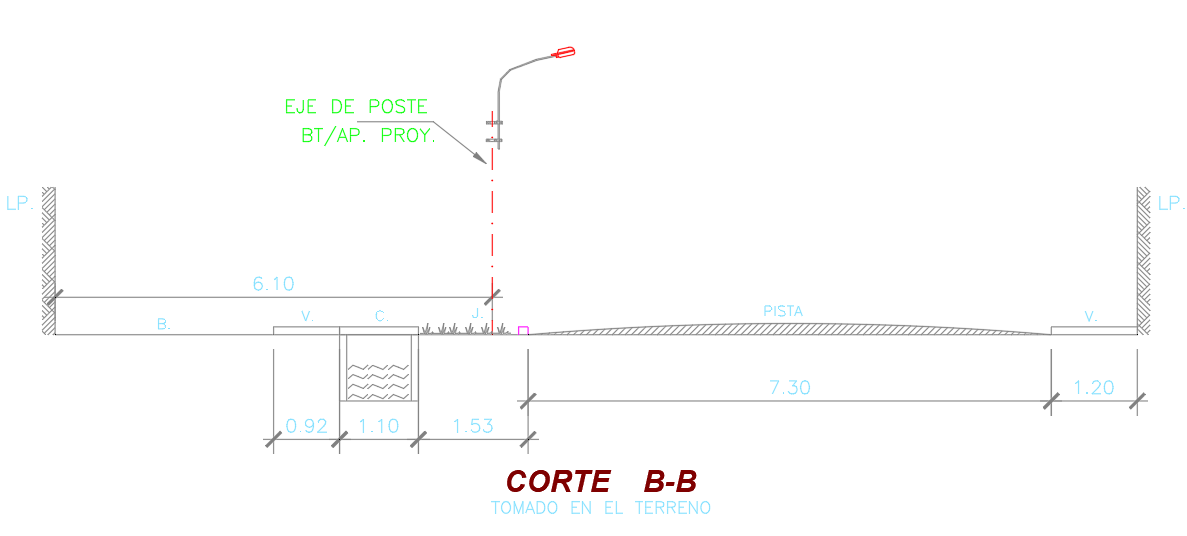 EJE DE POSTE
BT/AP. PROY.
LP.
LP.
6.10
B.
V.
C.
J.
PISTA
V.
7.30
1.20
0.92
1.10
1.53
CORTE B-B
TOMADO EN EL TERRENO